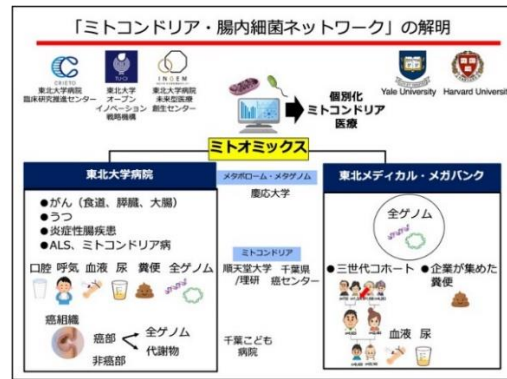 「ミトコンドリア・腸内細菌ネットワーク」の解明
CRIETO
東北大学病院
臨床研究推進センター
東北大学
オープン
イノベーション
戦略機構
INGEM
東北大学病院
未来型医療
創生センター
個別化
ミトコンドリア
医療
Yale University
Harvard Universit
ミトオミックス
東北大学病院
●がん（食道、膵臓、大腸）
●うつ
●炎症性腸疾患
●ALS、ミトコンドリア病
口腔 呼気 血液 尿 糞便 全ゲノム
癌組織
癌部
非癌部
全ゲノム
代謝物
メタボローム・メタゲノム
慶応大学
ミトコンドリア
順天堂大学
/理研
千葉県
癌センター
千葉こども
病院
東北メディカル・メガバンク
全ゲノム
●三世代コホート
●企業が集めた
糞便
血液 尿